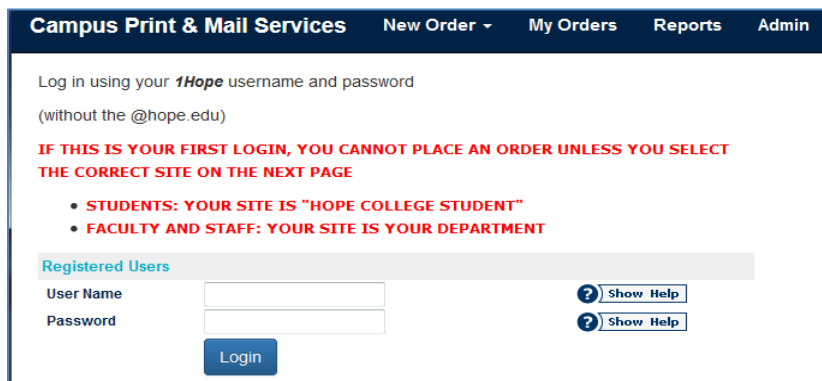 Campus Print & Mail Services New Order My Orders Reports Admin
Log in using your 1Hope username and password
(without the @hope.edu)
IF THIS IS YOUR FIRST LOGIN, YOU CANNOT PLACE AN ORDER UNLESS YOU SELECT
THE CORRECT SITE ON THE NEXT PAGE
• STUDENTS: YOUR SITE IS "HOPE COLLEGE STUDENT"
• FACULTY AND STAFF: YOUR SITE IS YOUR DEPARTMENT
Registered Users
User Name ? Show Help
Password ? Show Help
Login